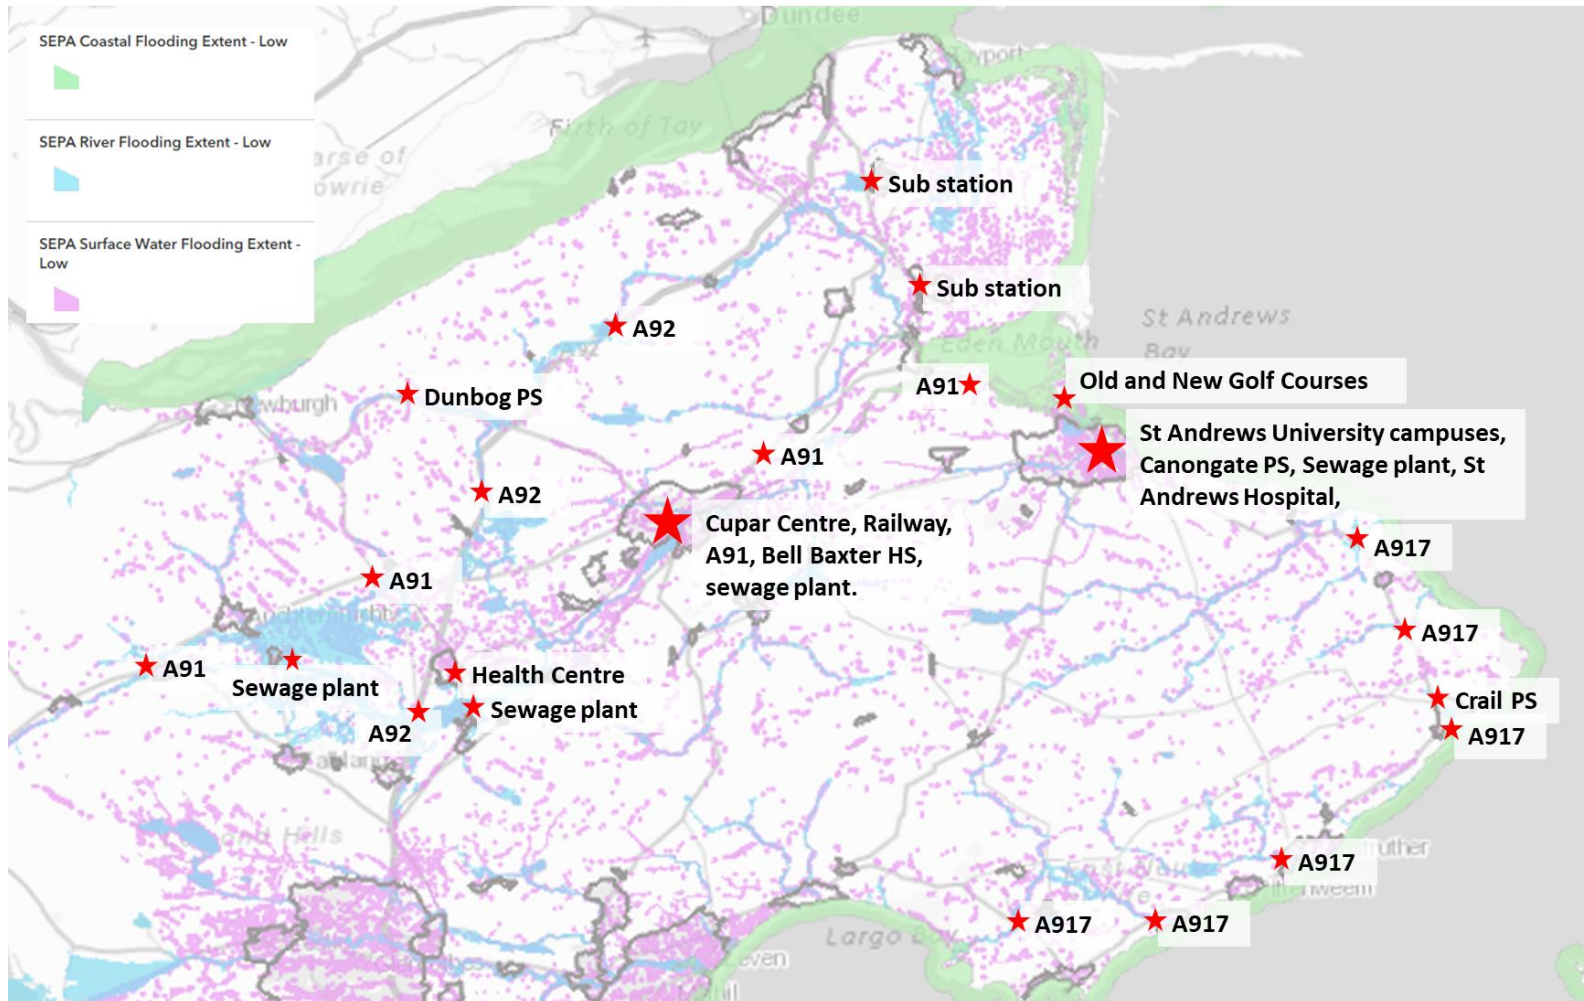 SEPA Coastal Flooding Extent - Low
SEPA River Flooding Extent - Low
SEPA Surface Water Flooding Extent -
Low
Dundee
Firth of Tay
Sub station
Sub station
St Andrews
Bay
Eden Mouth
A92
A92
A91
Old and New Golf Courses
Dunbog PS
St Andrews University campuses,
Canongate PS, Sewage plant, St
Andrews Hospital,
A91
A92
Cupar Centre, Railway,
A91, Bell Baxter HS,
sewage plant.
A917
A91
A917
A91
Sewage plant
Health Centre
Sewage plant
Crail PS
A92
A917
Hills
A917
A917
A917
Largo Bay